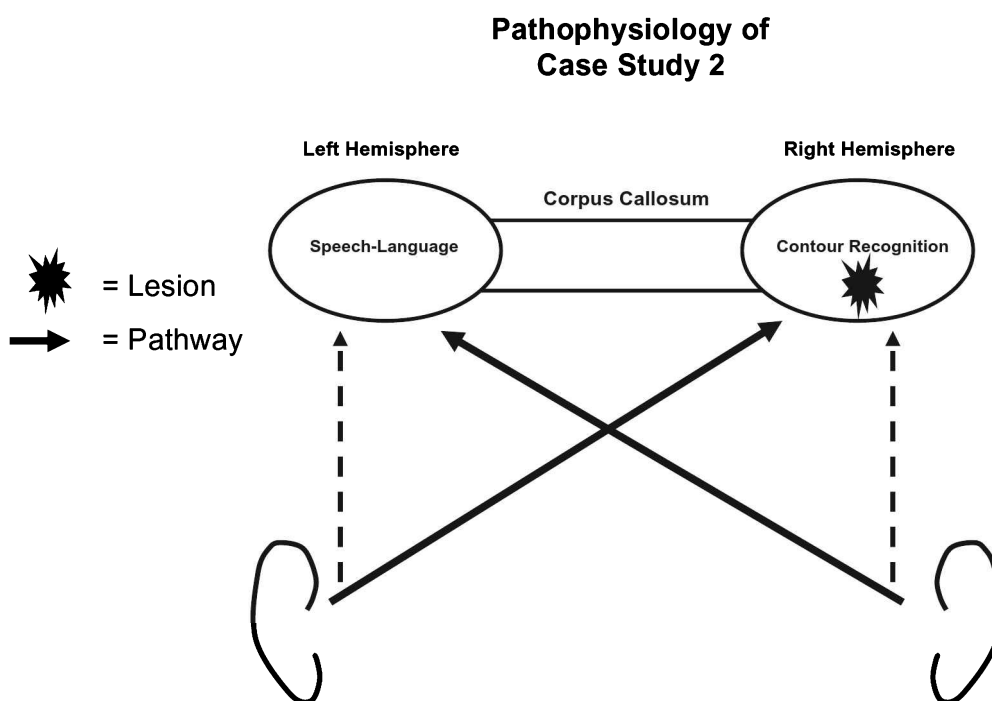 Pathophysiology of
Case Study 2
Left Hemisphere
Right Hemisphere
Corpus Callosum
Speech-Language
Contour Recognition
= Lesion
= Pathway